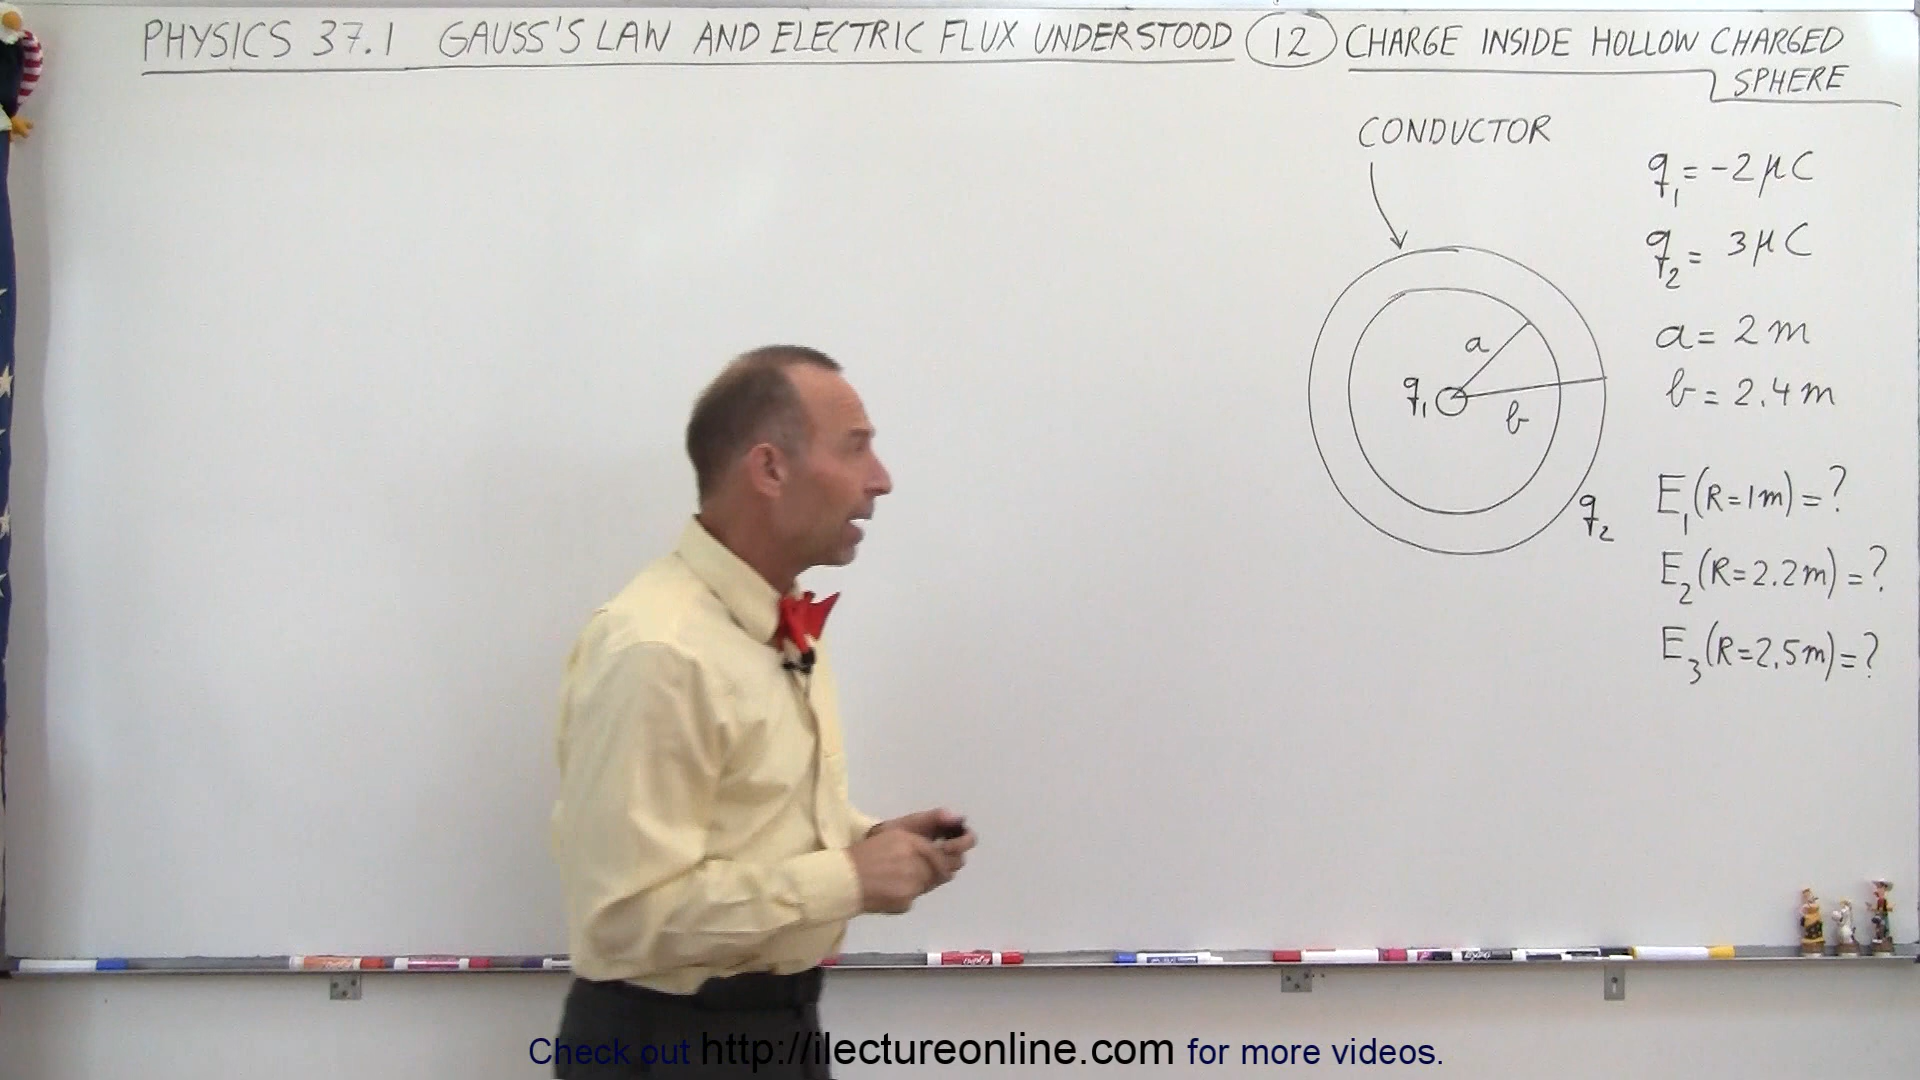 PHYSICS 37.1 GAUSS'S LAW AND ELECTRIC FLUX UNDERSTOOD 12 CHARGE INSIDE HOLLOW CHARGED
SPHERE
CONDUCTOR
q₁ = -2μC
q₂ = 3μC
a = 2m
b = 2.4m
a
q₁
b
q₂
E₁(R=1m)=?
E₂(R=2.2m)=?
E₃(R=2.5m)=?
Check out http://ilectureonline.com for more videos.